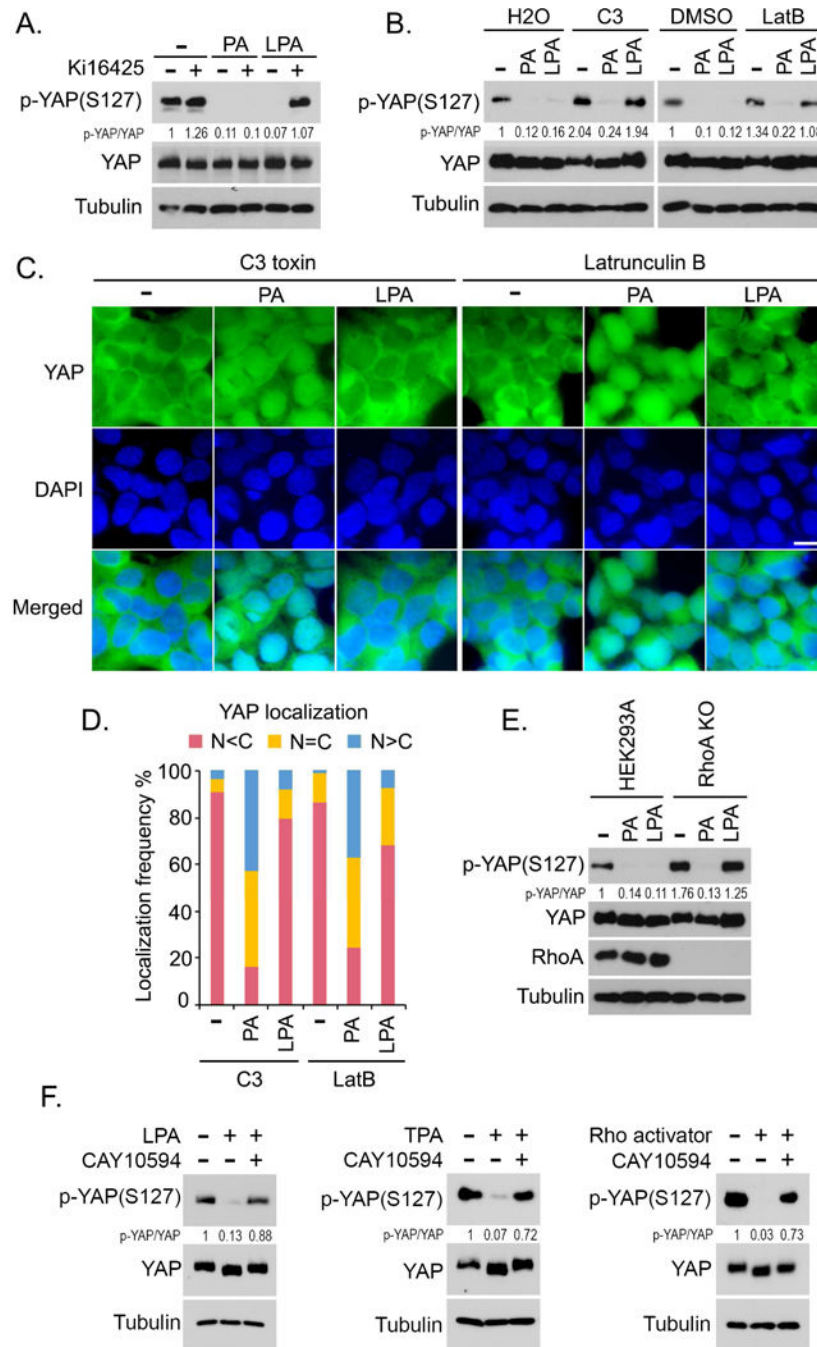 A.
– PA LPA
Ki16425 – + – + – +
p-YAP(S127)
p-YAP/YAP 1 1.26 0.11 0.1 0.07 1.07
YAP
Tubulin
B.
H2O C3 DMSO LatB
– PA LPA – PA LPA – PA LPA – PA LPA
p-YAP(S127)
p-YAP/YAP 1 0.12 0.16 2.04 0.24 1.94 1 0.1 0.12 1.34 0.22 1.08
YAP
Tubulin
C.
C3 toxin Latrunculin B
– PA LPA – PA LPA
YAP
DAPI
Merged
D.
YAP localization
N<C N=C N>C
Localization frequency %
100
80
60
40
20
0
– PA LPA – PA LPA
C3 LatB
E.
HEK293A RhoA KO
– PA LPA – PA LPA
p-YAP(S127)
p-YAP/YAP 1 0.14 0.11 1.76 0.13 1.25
YAP
RhoA
Tubulin
F.
LPA – + +
CAY10594 – – +
p-YAP(S127)
p-YAP/YAP 1 0.13 0.88
YAP
Tubulin
TPA – + +
CAY10594 – – +
p-YAP(S127)
p-YAP/YAP 1 0.07 0.72
YAP
Tubulin
Rho activator – + +
CAY10594 – – +
p-YAP(S127)
p-YAP/YAP 1 0.03 0.73
YAP
Tubulin